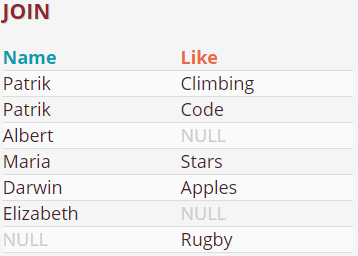 JOIN
Name Like
Patrik Climbing
Patrik Code
Albert NULL
Maria Stars
Darwin Apples
Elizabeth NULL
NULL Rugby